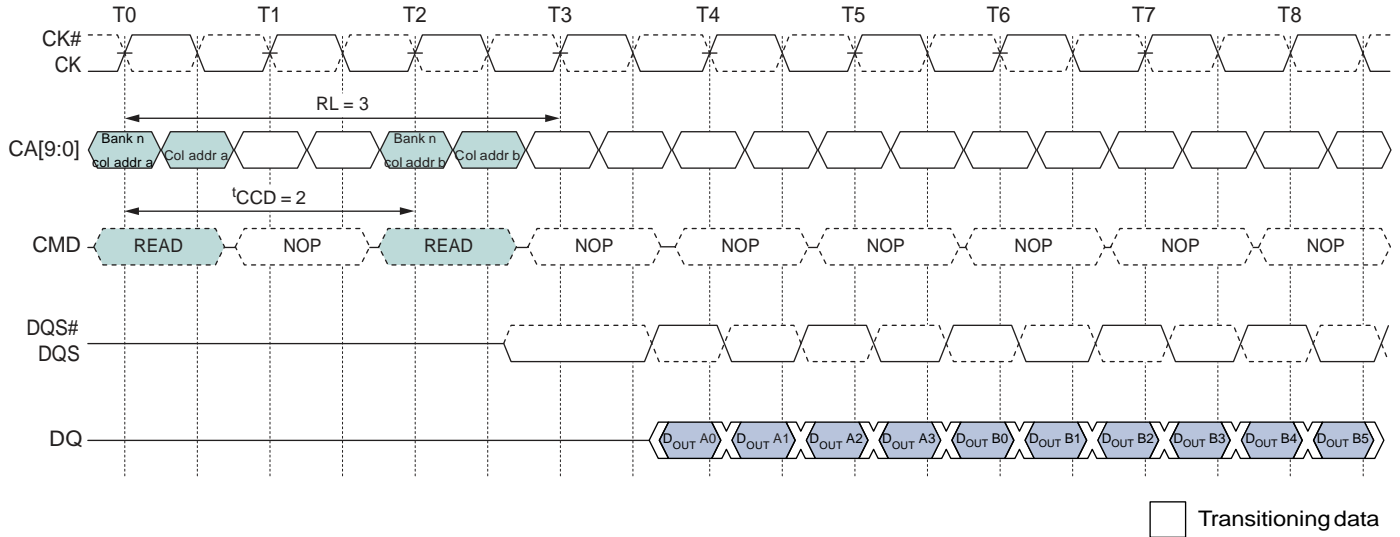 T0 T1 T2 T3 T4 T5 T6 T7 T8
CK#
CK
RL = 3
CA[9:0]
Bank n
col addr a
Col addr a
Bank n
col addr b
Col addr b
tCCD = 2
CMD READ NOP READ NOP NOP NOP NOP NOP NOP
DQS#
DQS
DQ DOUT A0 DOUT A1 DOUT A2 DOUT A3 DOUT B0 DOUT B1 DOUT B2 DOUT B3 DOUT B4 DOUT B5
Transitioning data